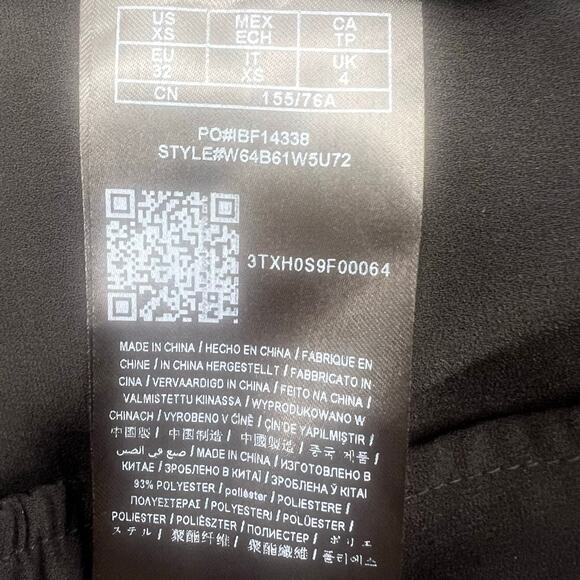 US XS MEX ECH CA TP
EU 32 IT XS UK 4
CN 155/76A
PO#IBF14338
STYLE#W64B61W5U72
3TXH0S9F00064
MADE IN CHINA / HECHO EN CHINA / FABRIQUE EN
CHINE / IN CHINA HERGESTELLT / FABBRICATO IN
CINA / VERVAARDIGD IN CHINA / FEITO NA CHINA /
VALMISTETTU KIINASSA / WYPRODUKOWANO W
CHINACH / VYROBENO V ČÍNĚ / ÇIN'DE YAPILMIŞTIR /
中国製 / 中国制造 / 中國製造 / 중국 제품 /
صنع في الصين / MADE IN CHINA / ИЗГОТОВЛЕНО В
КИТАЕ / ЗРОБЛЕНО В КИТАЇ / ЗРОБЛЕНА Ў КІТАІ
93% POLYESTER / poliéster / POLIESTERE /
ΠΟΛΥΕΣΤΕΡΑΣ / POLYESTERI / POLÜESTER /
POLIESTER / POLIÉSZTER / ПОЛИЕСТЕР / ポリエ
ステル / 聚酯纤维 / 聚酯纖維 / 폴리에스